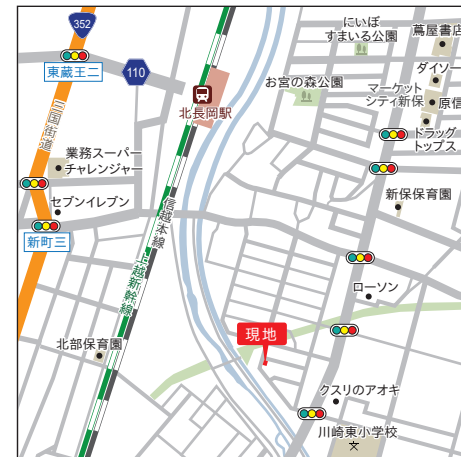 352
東蔵王二
110
三国街道
北長岡駅
にいぼ
すまいる公園
お宮の森公園
蔦屋書店
ダイソー
マーケット
シティ新保
原信
ドラッグ
トップス
業務スーパー
チャレンジャー
セブンイレブン
新町三
信越本線
上越新幹線
新保保育園
ローソン
現地
北部保育園
クスリのアオキ
川崎東小学校